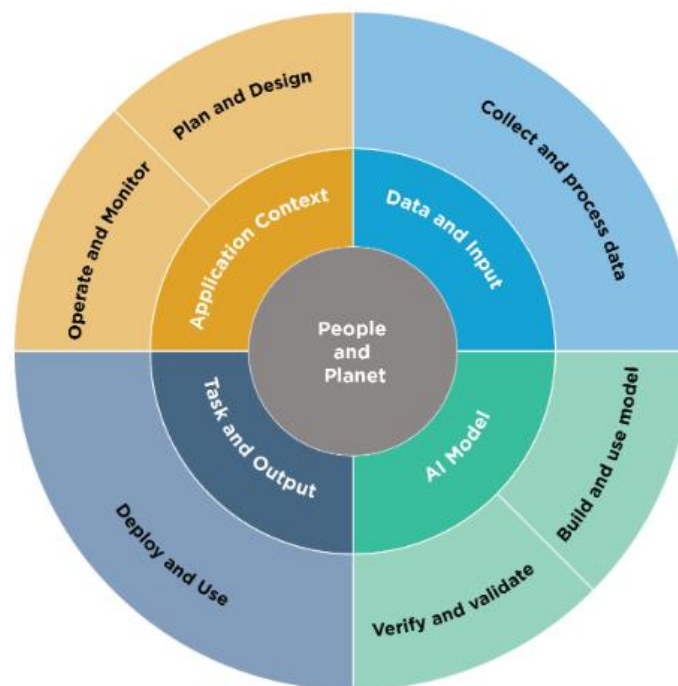 Plan and Design
Collect and process data
Operate and Monitor
Application Context
Data and Input
People
and
Planet
Task and Output
AI Model
Build and use model
Deploy and Use
Verify and validate